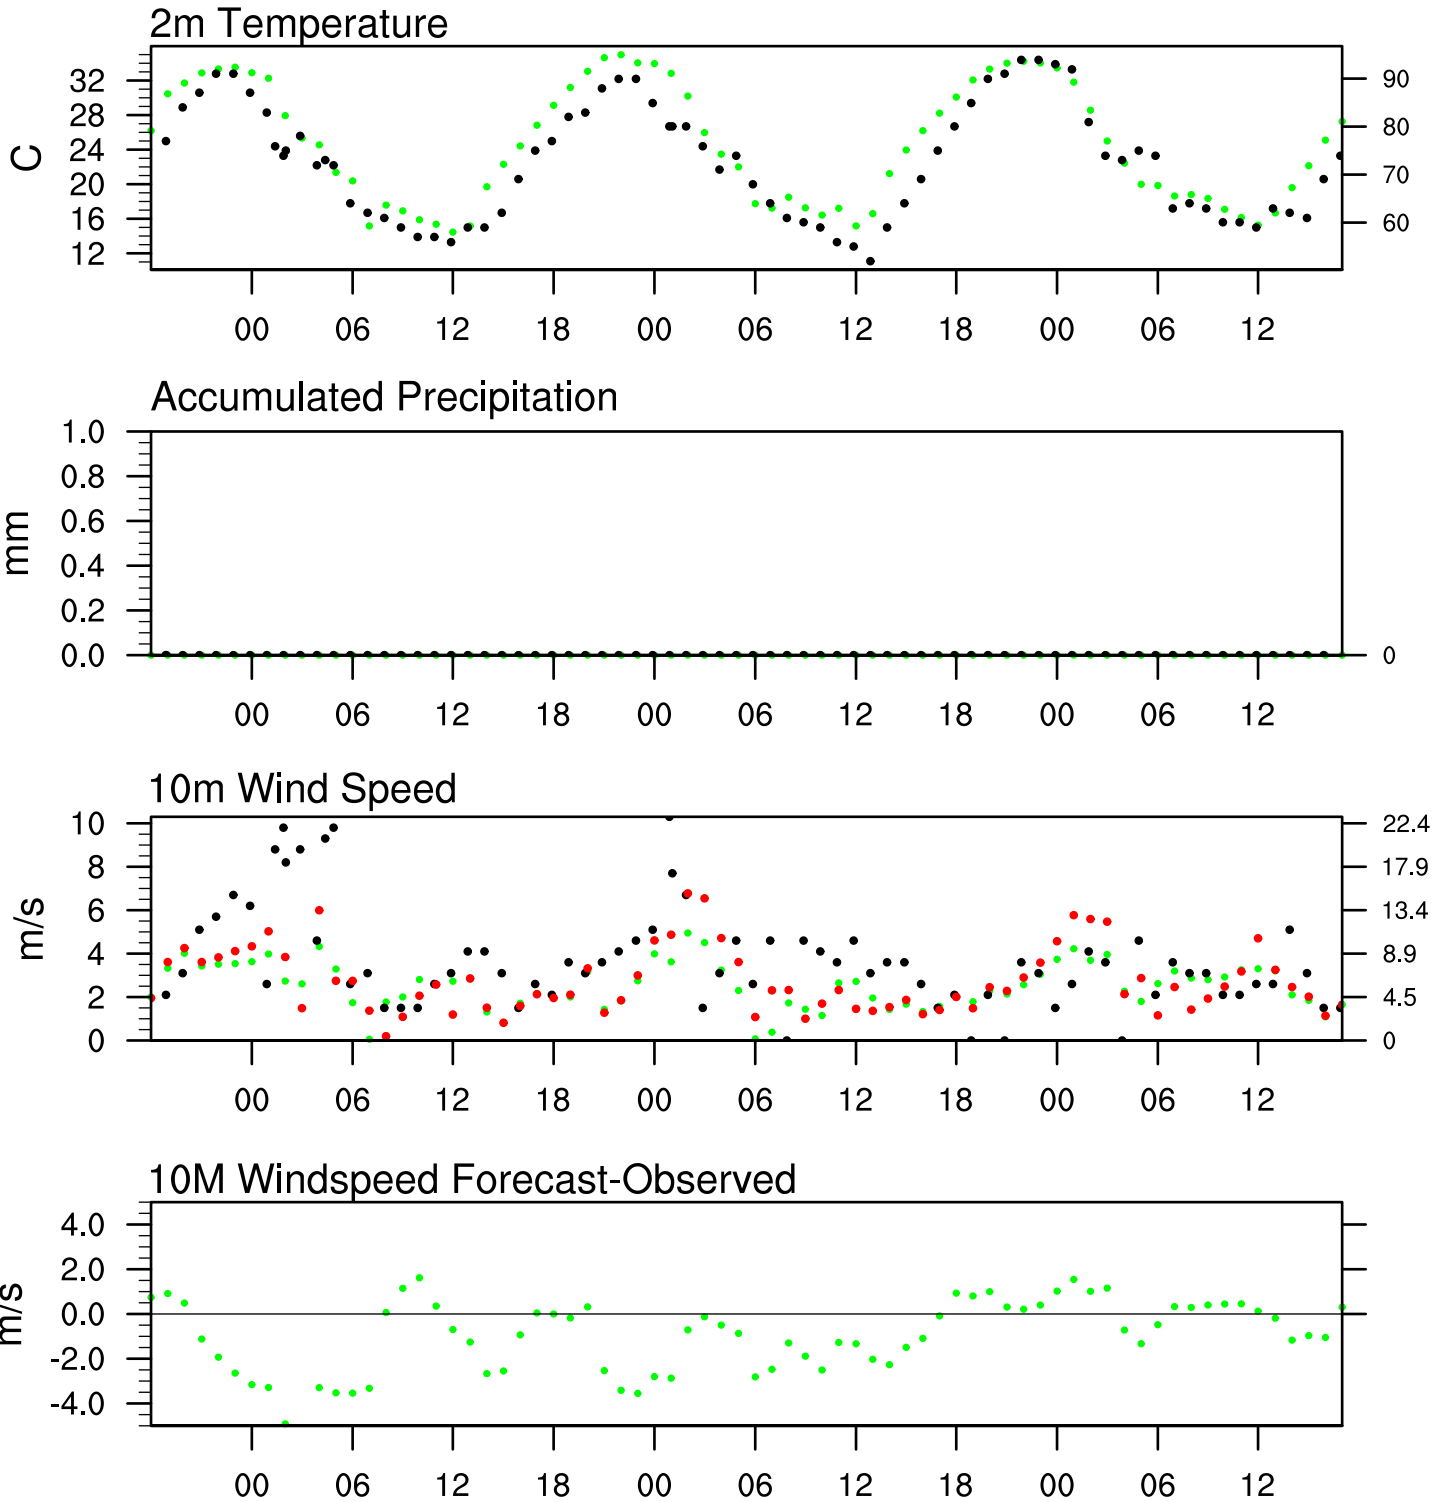 2m Temperature
C
32
28
24
20
16
12
90
80
70
60
00 06 12 18 00 06 12 18 00 06 12
Accumulated Precipitation
mm
1.0
0.8
0.6
0.4
0.2
0.0
0
00 06 12 18 00 06 12 18 00 06 12
10m Wind Speed
m/s
10
8
6
4
2
0
22.4
17.9
13.4
8.9
4.5
0
00 06 12 18 00 06 12 18 00 06 12
10M Windspeed Forecast-Observed
m/s
4.0
2.0
0.0
-2.0
-4.0
00 06 12 18 00 06 12 18 00 06 12